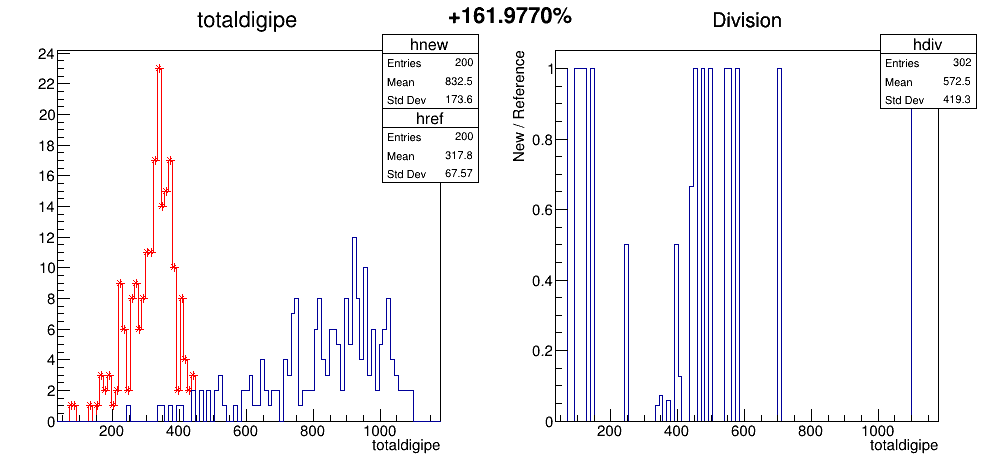 +161.9770%
totaldigipe
hnew
Entries 200
Mean 832.5
Std Dev 173.6
href
Entries 200
Mean 317.8
Std Dev 67.57
24
22
20
18
16
14
12
10
8
6
4
2
0
200 400 600 800 1000
totaldigipe
Division
hdiv
Entries 302
Mean 572.5
Std Dev 419.3
New / Reference
1
0.8
0.6
0.4
0.2
0
200 400 600 800 1000
totaldigipe